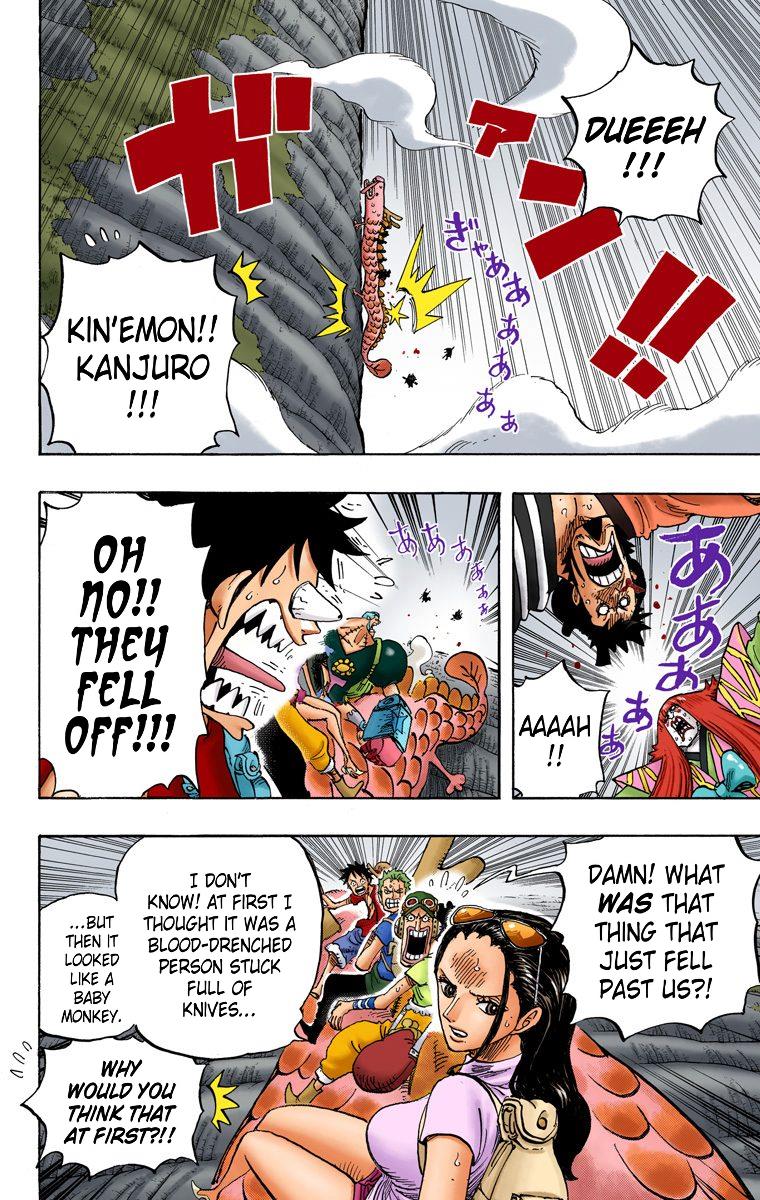 DUEEEH
!!!
ガァン!!
ぎゃあああああぁ
KIN'EMON!!
KANJURO
!!!
あああああ
AAAAH
!!
あああああぁ
OH
NO!!
THEY
FELL
OFF!!!
DAMN! WHAT
WAS THAT
THING THAT
JUST FELL
PAST US?!
I DON'T
KNOW! AT FIRST I
THOUGHT IT WAS A
BLOOD-DRENCHED
PERSON STUCK
FULL OF
KNIVES...
...BUT
THEN IT
LOOKED
LIKE A
BABY
MONKEY.
WHY
WOULD YOU
THINK THAT
AT FIRST?!!